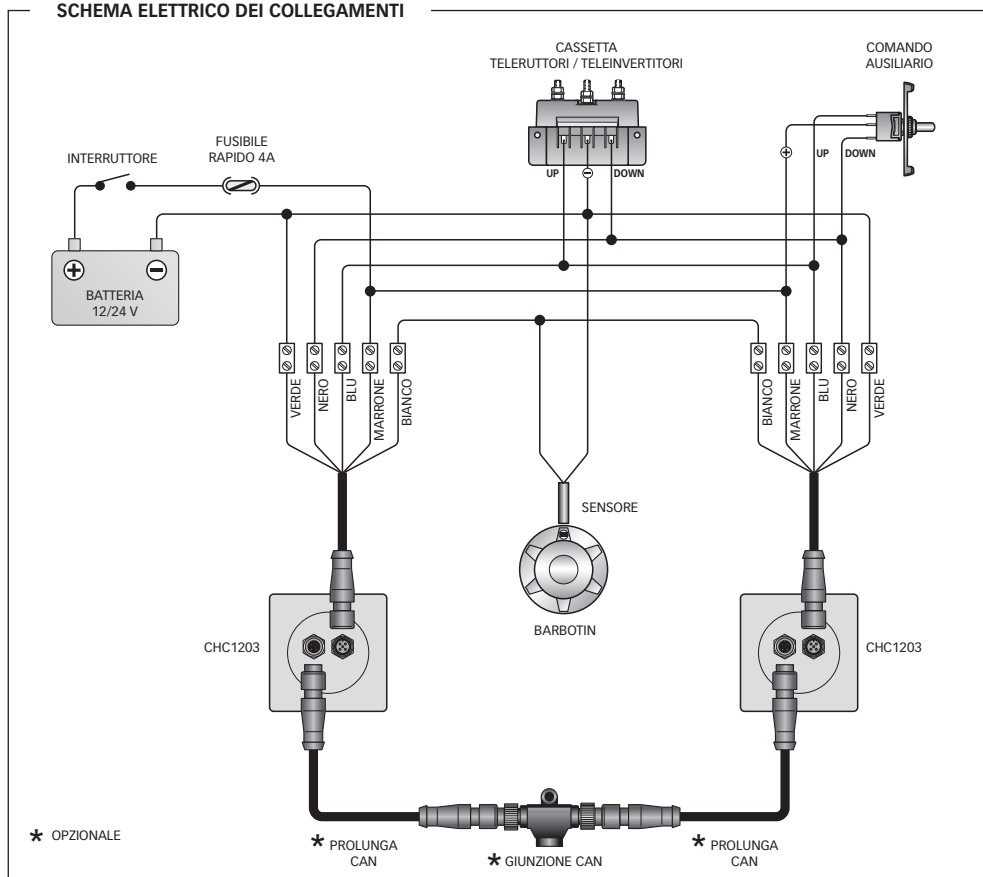 SCHEMA ELETTRICO DEI COLLEGAMENTI
CASSETTA
TELERUTTORI / TELEINVERTITORI
COMANDO
AUSILIARIO
INTERRUTTORE
FUSIBILE
RAPIDO 4A
UP
-
DOWN
+
UP
DOWN
+
-
BATTERIA
12/24 V
VERDE
NERO
BLU
MARRONE
BIANCO
BIANCO
MARRONE
BLU
NERO
VERDE
SENSORE
BARBOTIN
CHC1203
CHC1203
* OPZIONALE
* PROLUNGA
CAN
* GIUNZIONE CAN
* PROLUNGA
CAN